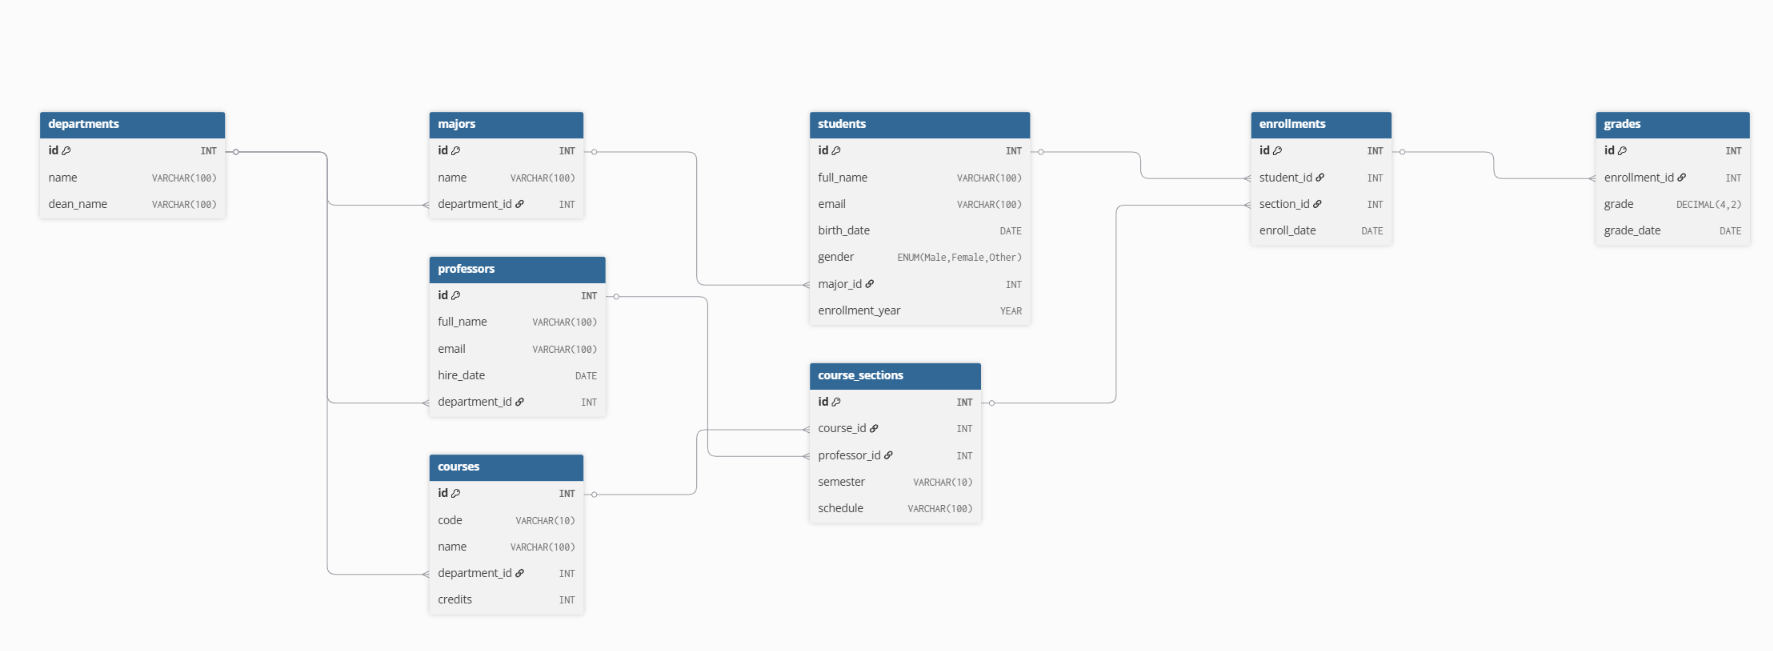 departments
id INT
name VARCHAR(100)
dean_name VARCHAR(100)
majors
id INT
name VARCHAR(100)
department_id INT
professors
id INT
full_name VARCHAR(100)
email VARCHAR(100)
hire_date DATE
department_id INT
courses
id INT
code VARCHAR(10)
name VARCHAR(100)
department_id INT
credits INT
students
id INT
full_name VARCHAR(100)
email VARCHAR(100)
birth_date DATE
gender ENUM(Male,Female,Other)
major_id INT
enrollment_year YEAR
course_sections
id INT
course_id INT
professor_id INT
semester VARCHAR(10)
schedule VARCHAR(100)
enrollments
id INT
student_id INT
section_id INT
enroll_date DATE
grades
id INT
enrollment_id INT
grade DECIMAL(4,2)
grade_date DATE